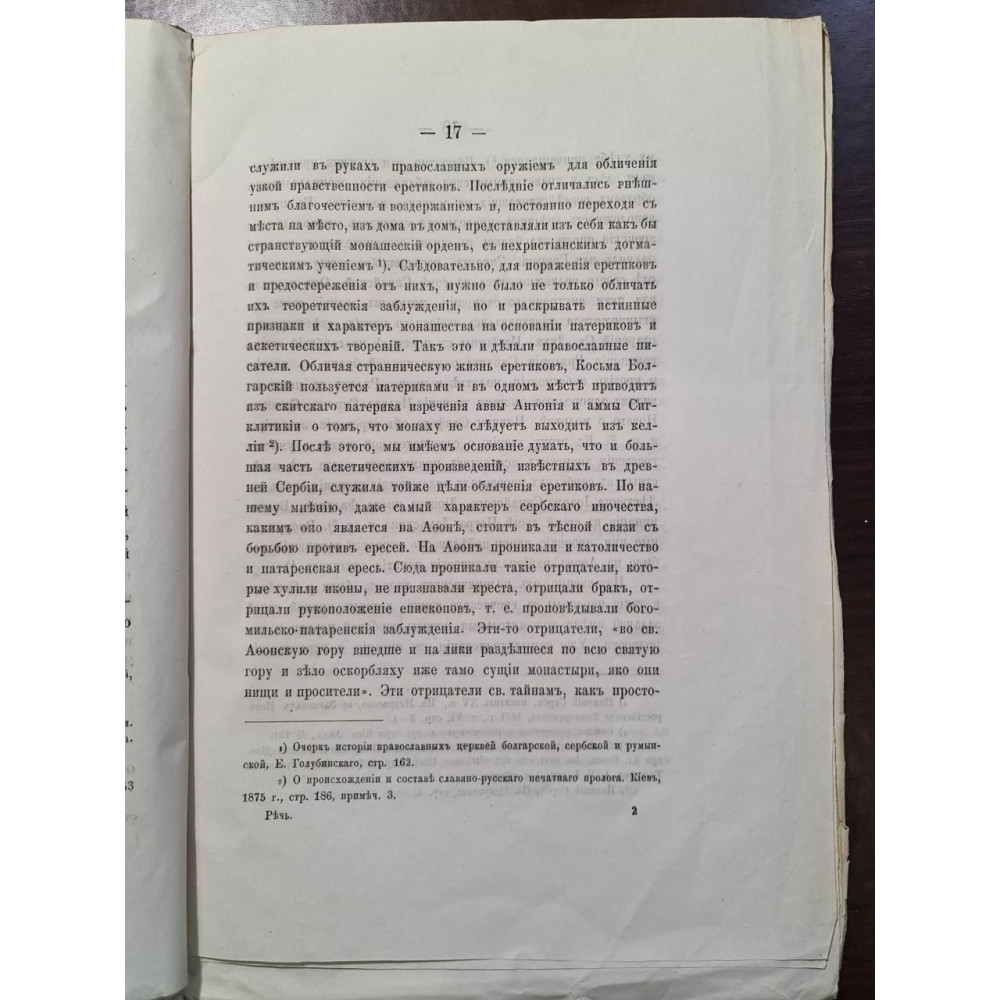 — 17 —
служили въ рукахъ православныхъ оружіемъ для обличенія
узкой нравственности еретиковъ. Послѣдніе отличались внѣш-
нимъ благочестіемъ и воздержаніемъ и, постоянно переходя съ
мѣста на мѣсто, изъ дома въ домъ, представляли изъ себя какъ бы
странствующій монашескій орденъ, съ нехристіанскимъ догма-
тическимъ ученіемъ ¹). Слѣдовательно, для пораженія еретиковъ
и предостереженія отъ нихъ, нужно было не только обличать
ихъ теоретическія заблужденія, но и раскрывать истинные
признаки и характеръ монашества на основаніи патериковъ и
аскетическихъ твореній. Такъ это и дѣлали православные пи-
сатели. Обличая странническую жизнь еретиковъ, Косьма Бол-
гарскій пользуется патериками и въ одномъ мѣстѣ приводитъ
изъ скитскаго патерика изреченія аввы Антонія и аммы Сиг-
клитикіи о томъ, что монаху не слѣдуетъ выходить изъ кел-
ліи ²). Послѣ этого, мы имѣемъ основаніе думать, что и боль-
шая часть аскетическихъ произведеній, извѣстныхъ въ древ-
ней Сербіи, служила тойже цѣли обличенія еретиковъ. По на-
шему мнѣнію, даже самый характеръ сербскаго иночества,
какимъ оно является на Аѳонѣ, стоитъ въ тѣсной связи съ
борьбою противъ ересей. На Аѳонъ проникали и католичество
и патаренская ересь. Сюда проникали такіе отрицатели, кото-
рые хулили иконы, не признавали креста, отрицали бракъ, от-
рицали рукоположеніе епископовъ, т. е. проповѣдывали бого-
мильско-патаренскія заблужденія. Эти-то отрицатели, «во св.
Аѳонскую гору вшедше и на лики раздѣлшеся по всю святую
гору и зѣло оскорбляху иже тамо сущіи монастыри, яко они
нищи и просители». Эти отрицатели св. тайнамъ, какъ просто-
¹) Очеркъ исторіи православныхъ церквей болгарской, сербской и румын-
ской, Е. Голубинскаго, стр. 162.
²) О происхожденіи и составѣ славяно-русскаго печатнаго пролога. Кіевъ,
1875 г., стр. 186, примѣч. 3.
Рѣчь. 2